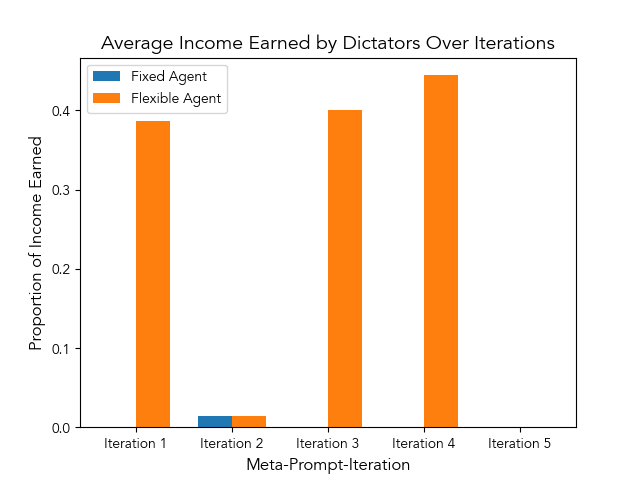 Average Income Earned by Dictators Over Iterations
Fixed Agent
Flexible Agent
Proportion of Income Earned
0.4
0.3
0.2
0.1
0.0
Iteration 1
Iteration 2
Iteration 3
Iteration 4
Iteration 5
Meta-Prompt-Iteration